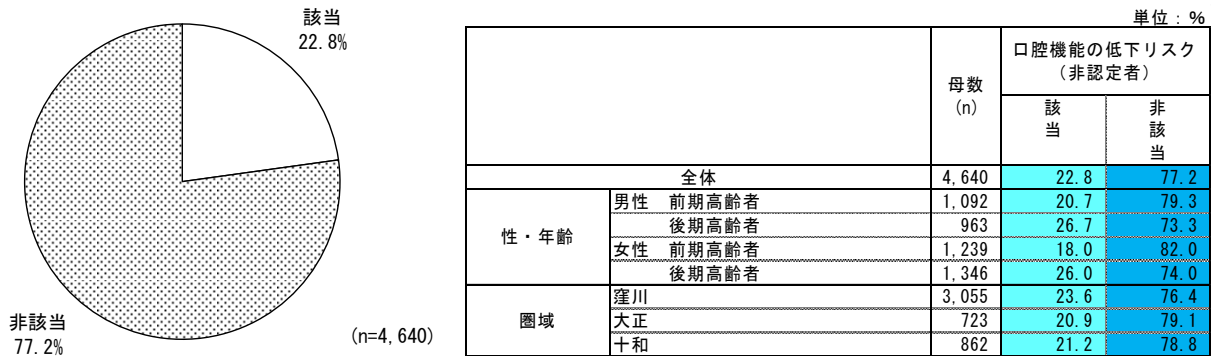 該当
22.8%
非該当
77.2%
(n=4,640)
単位：%
母数
(n)
口腔機能の低下リスク
（非認定者）
該当
非該当
全体 4,640 22.8 77.2
性・年齢
男性 前期高齢者 1,092 20.7 79.3
後期高齢者 963 26.7 73.3
女性 前期高齢者 1,239 18.0 82.0
後期高齢者 1,346 26.0 74.0
圏域
窪川 3,055 23.6 76.4
大正 723 20.9 79.1
十和 862 21.2 78.8